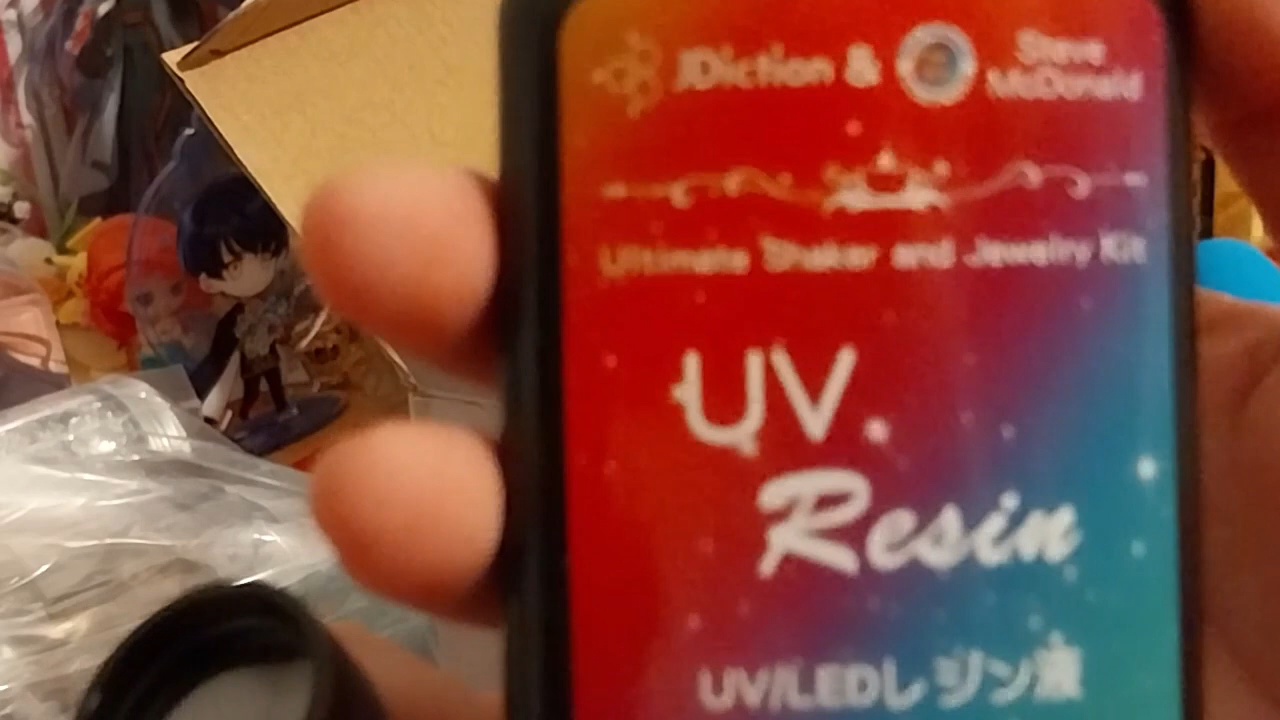 JDiction & Steve McDonald
Ultimate Shaker and Jewelry Kit
UV
Resin
UV/LEDレジン液